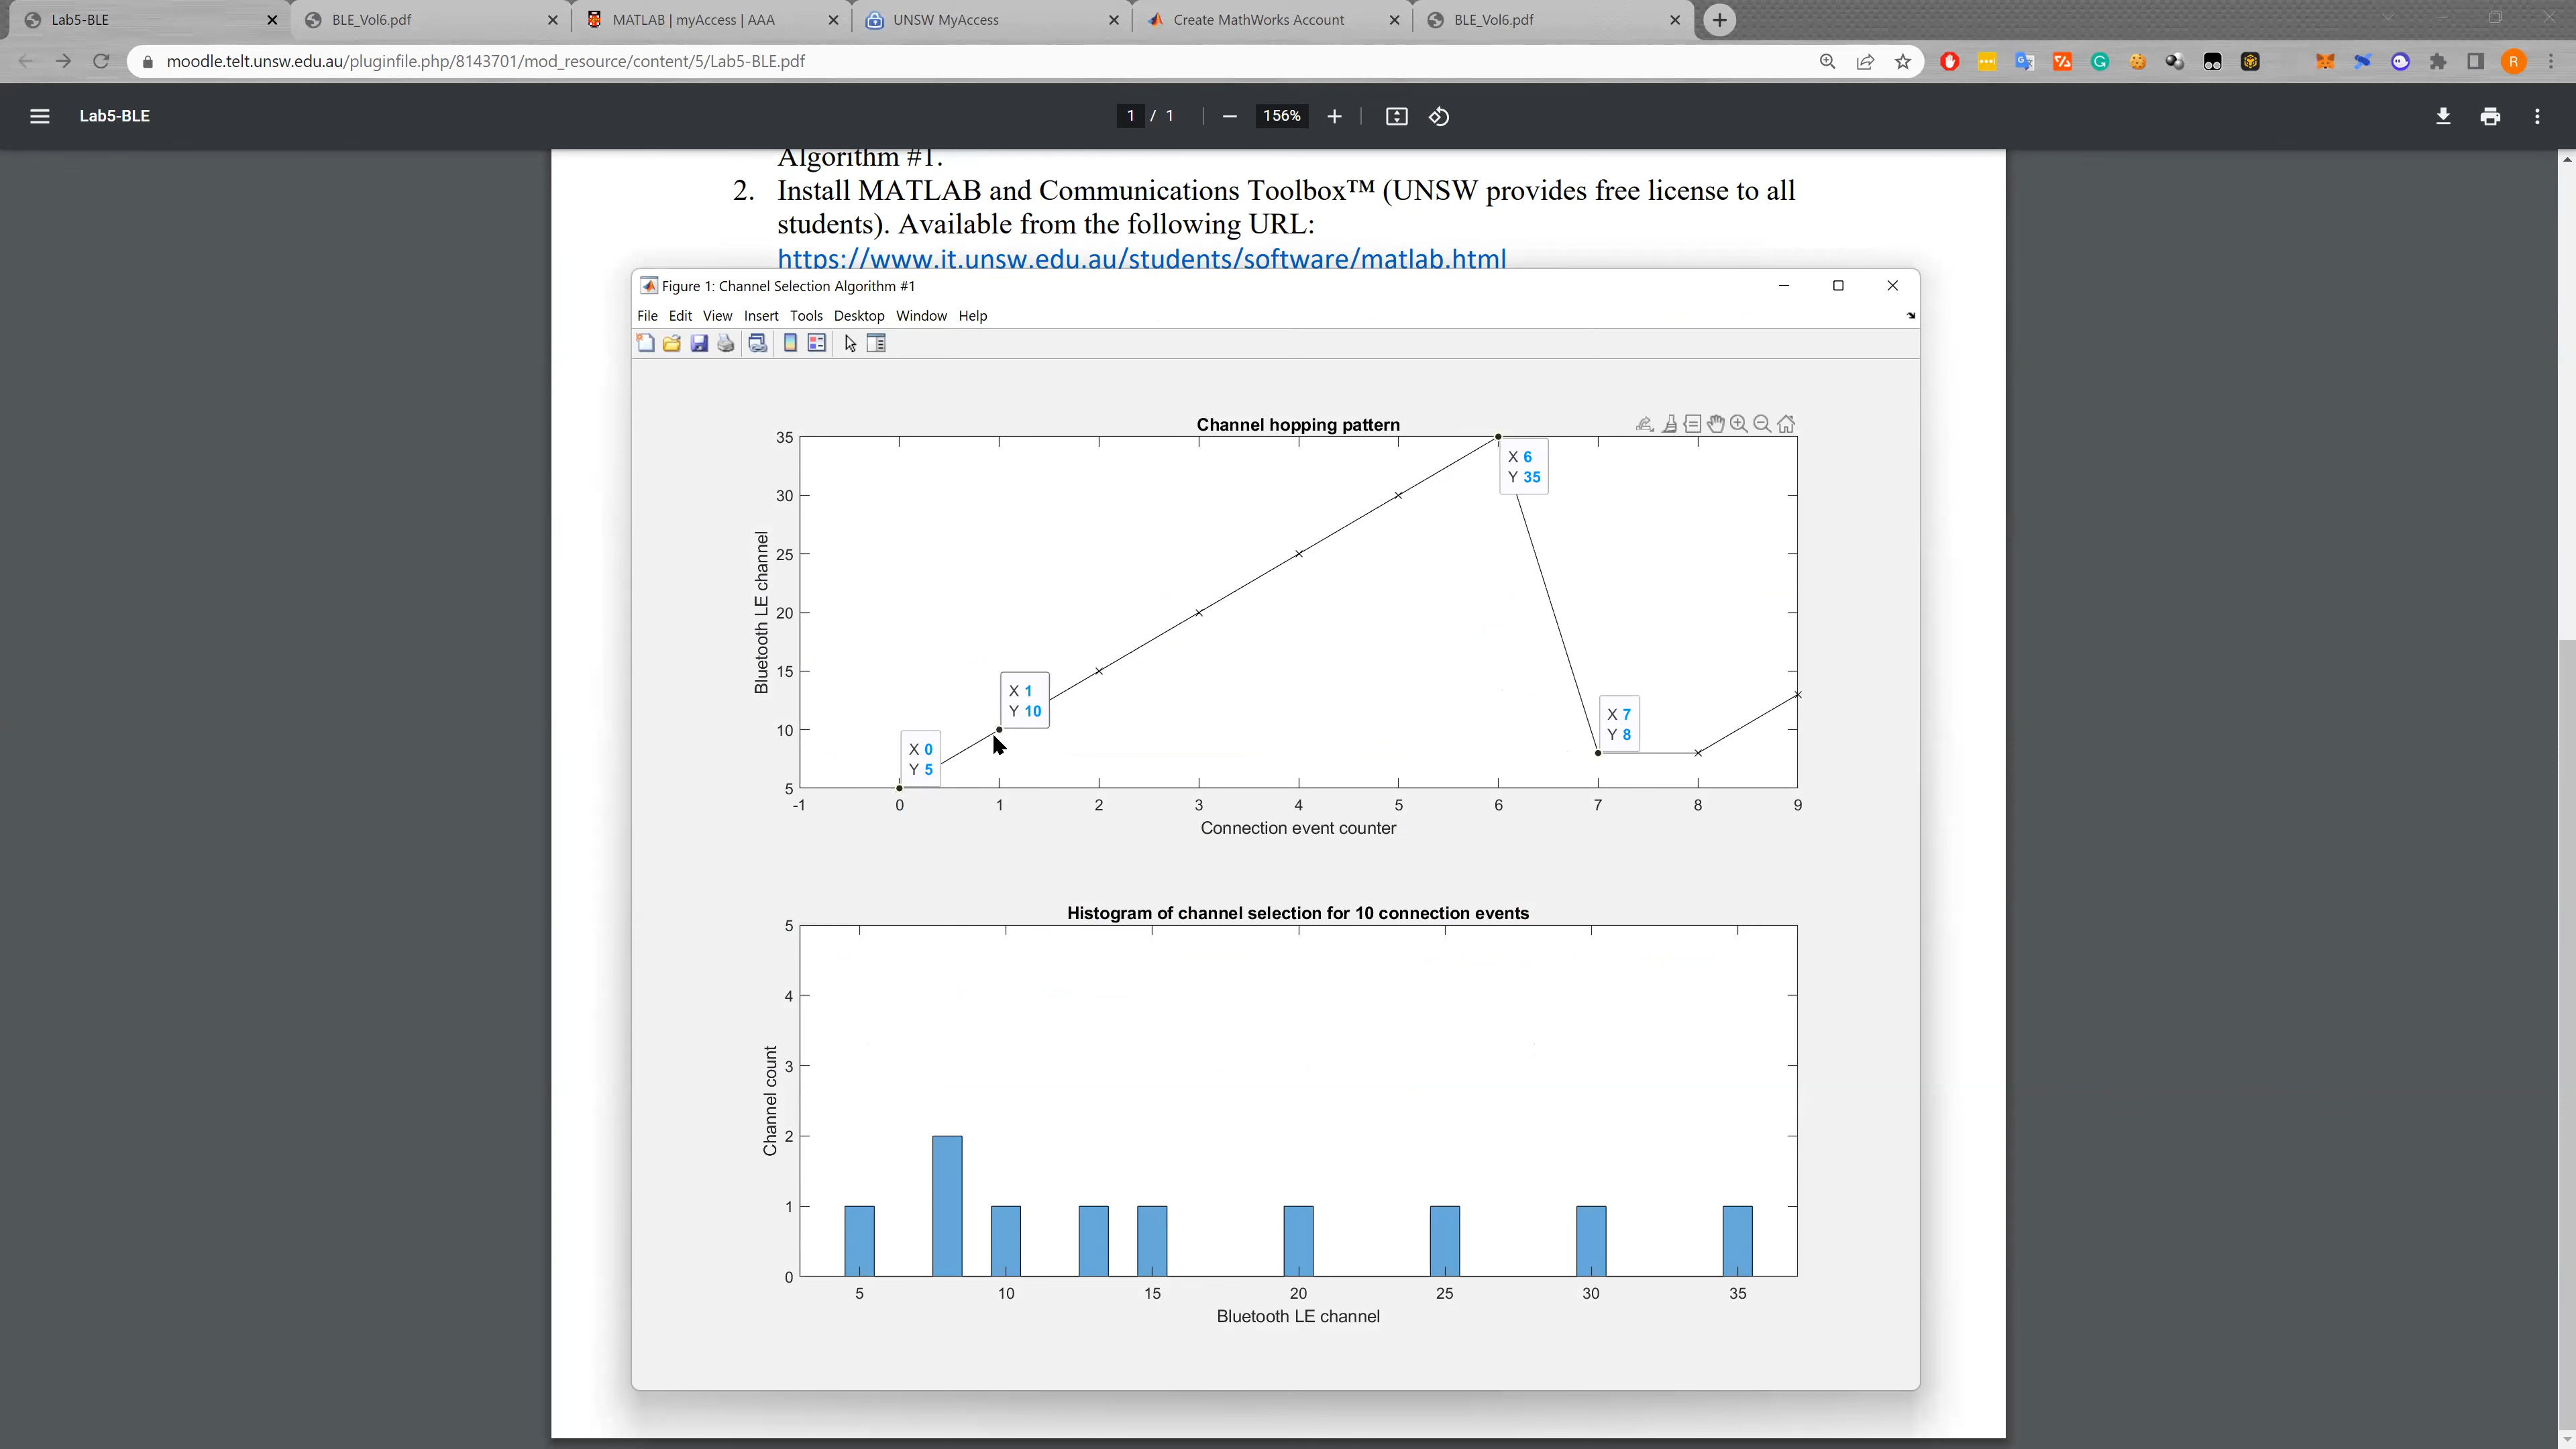 Lab5-BLE
BLE_Vol6.pdf
MATLAB | myAccess | AAA
UNSW MyAccess
Create MathWorks Account
BLE_Vol6.pdf
moodle.telt.unsw.edu.au/pluginfile.php/8143701/mod_resource/content/5/Lab5-BLE.pdf
R
Lab5-BLE
1 / 1
156%
Algorithm #1.
2. Install MATLAB and Communications Toolbox™ (UNSW provides free license to all
students). Available from the following URL:
https://www.it.unsw.edu.au/students/software/matlab.html
Figure 1: Channel Selection Algorithm #1
File Edit View Insert Tools Desktop Window Help
Channel hopping pattern
35
30
25
20
15
10
5
Bluetooth LE channel
X 6
Y 35
X 1
Y 10
X 7
Y 8
X 0
Y 5
-1 0 1 2 3 4 5 6 7 8 9
Connection event counter
Histogram of channel selection for 10 connection events
5
4
3
2
1
0
Channel count
5 10 15 20 25 30 35
Bluetooth LE channel